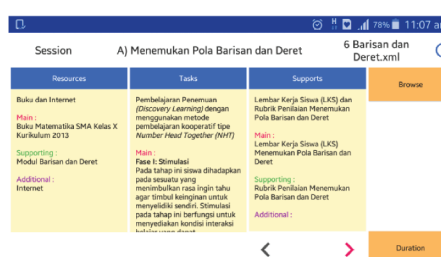 78% 11:07 am
Session
A) Menemukan Pola Barisan dan Deret
6 Barisan dan
Deret.xml
Resources
Tasks
Supports
Browse
Buku dan Internet
Main :
Buku Matematika SMA Kelas X
Kurikulum 2013
Supporting :
Modul Barisan dan Deret
Additional :
Internet
Pembelajaran Penemuan
(Discovery Learning) dengan
menggunakan metode
pembelajaran kooperatif tipe
Number Head Together (NHT)
Main :
Fase I: Stimulasi
Pada tahap ini siswa dihadapkan
pada sesuatu yang
menimbulkan rasa ingin tahu
agar timbul keinginan untuk
menyelidiki sendiri. Stimulasi
pada tahap ini berfungsi untuk
menyediakan kondisi interaksi
Lembar Kerja Siswa (LKS) dan
Rubrik Penilaian Menemukan
Pola Barisan dan Deret
Main :
Lembar Kerja Siswa (LKS)
Menemukan Pola Barisan dan
Deret
Supporting :
Rubrik Penilaian Menemukan
Pola Barisan dan Deret
Additional :
Duration